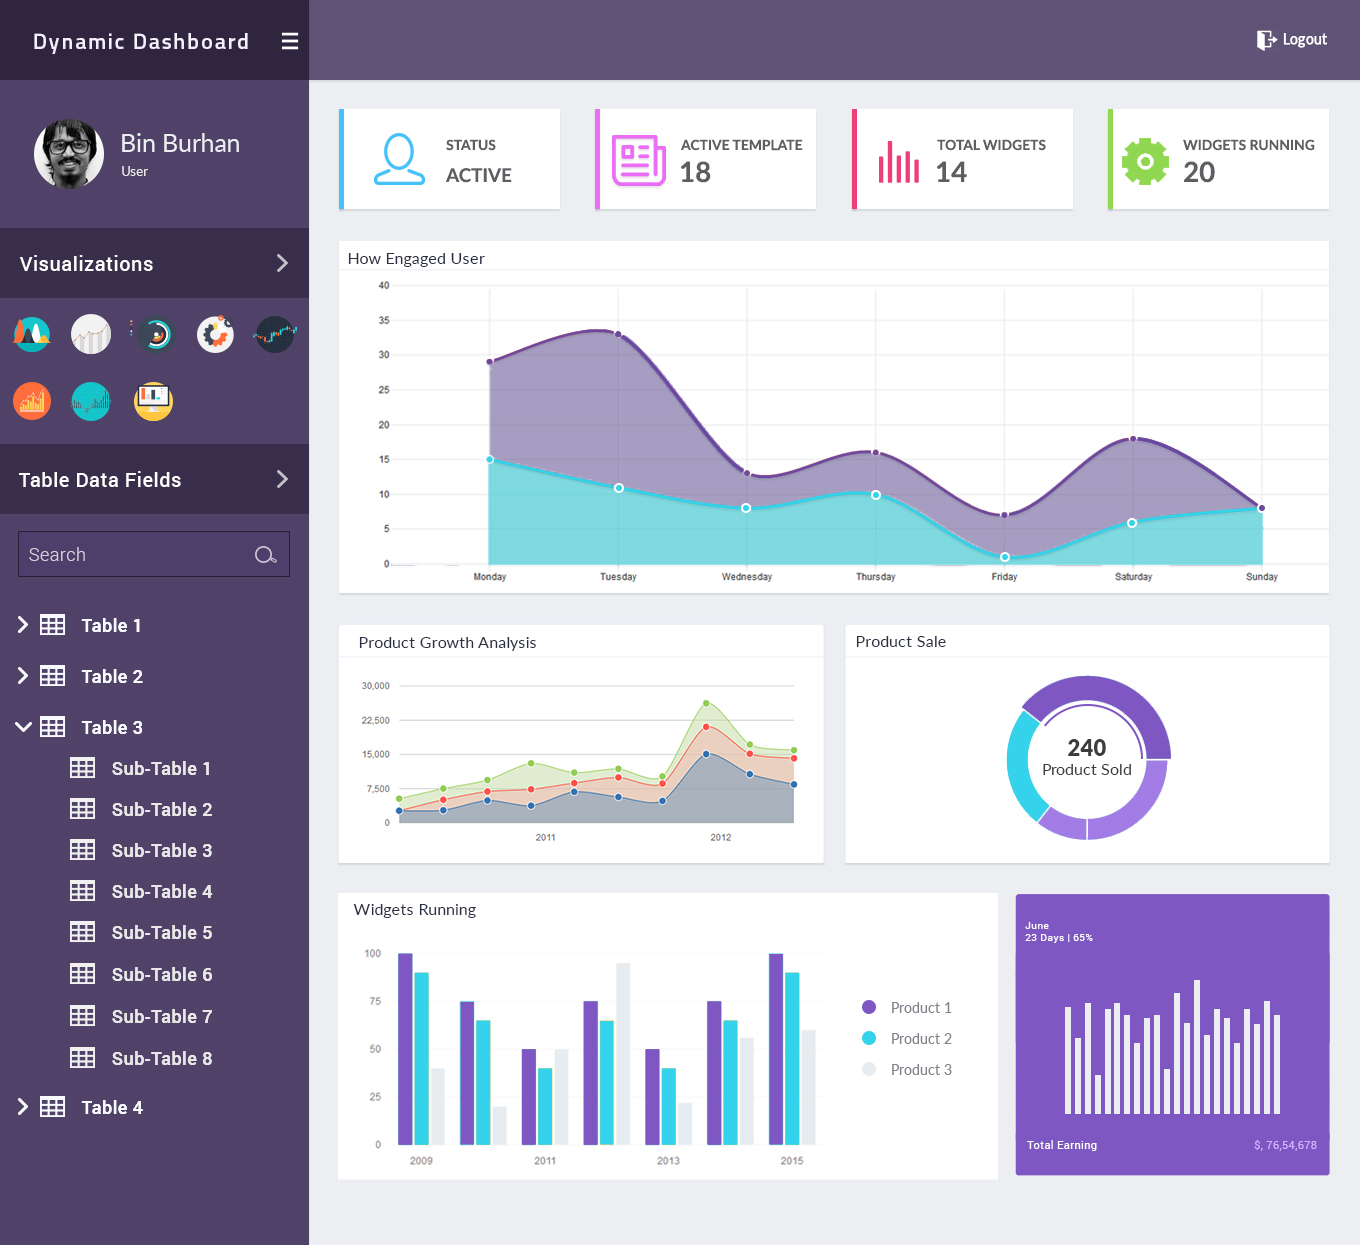 Dynamic Dashboard
Logout
Bin Burhan
User
Visualizations
Table Data Fields
Search
Table 1
Table 2
Table 3
Sub-Table 1
Sub-Table 2
Sub-Table 3
Sub-Table 4
Sub-Table 5
Sub-Table 6
Sub-Table 7
Sub-Table 8
Table 4
STATUS
ACTIVE
ACTIVE TEMPLATE
18
TOTAL WIDGETS
14
WIDGETS RUNNING
20
How Engaged User
40
35
30
25
20
15
10
5
0
Monday Tuesday Wednesday Thursday Friday Saturday Sunday
Product Growth Analysis
30,000
22,500
15,000
7,500
0
2011 2012
Product Sale
240
Product Sold
Widgets Running
100
75
50
25
0
2009 2011 2013 2015
Product 1
Product 2
Product 3
June
23 Days | 65%
Total Earning $, 76,54,678